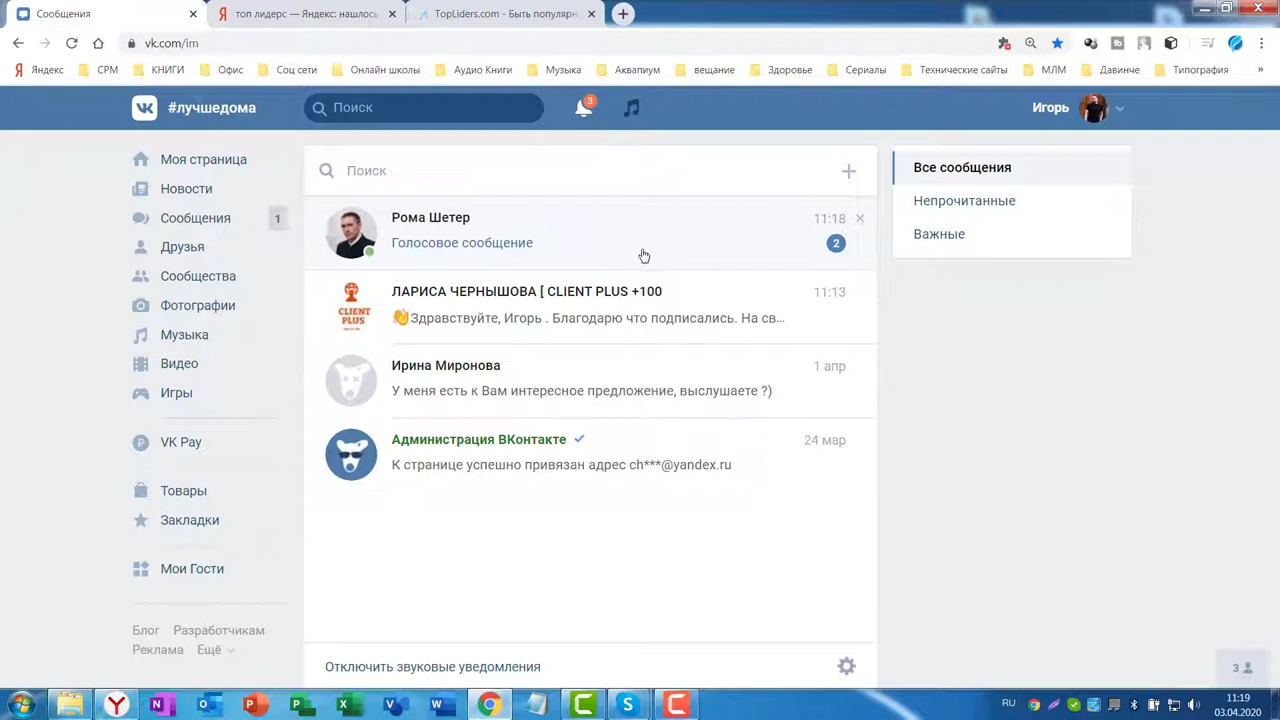 Сообщения
топ лидерс — Яндекс: нашлось
TopLiders.com - Быть популярн
vk.com/im
Яндекс СРМ КНИГИ Офис Соц сети Онлайн школы Аудио Книги Музыка Аквапиум вещание Здоровье Сериалы Технические сайты МЛМ Давинче Типография »
#лучшедома
Поиск
3
Игорь
Моя страница
Новости
Сообщения 1
Друзья
Сообщества
Фотографии
Музыка
Видео
Игры
VK Pay
Товары
Закладки
Мои Гости
Блог Разработчикам
Реклама Ещё
Поиск
Рома Шетер 11:18
Голосовое сообщение 2
CLIENT PLUS
ЛАРИСА ЧЕРНЫШОВА [ CLIENT PLUS +100 11:13
👏Здравствуйте, Игорь . Благодарю что подписались. На св...
Ирина Миронова 1 апр
У меня есть к Вам интересное предложение, выслушаете ?)
Администрация ВКонтакте 24 мар
К странице успешно привязан адрес ch***@yandex.ru
Отключить звуковые уведомления
Все сообщения
Непрочитанные
Важные
3
RU
11:19
03.04.2020